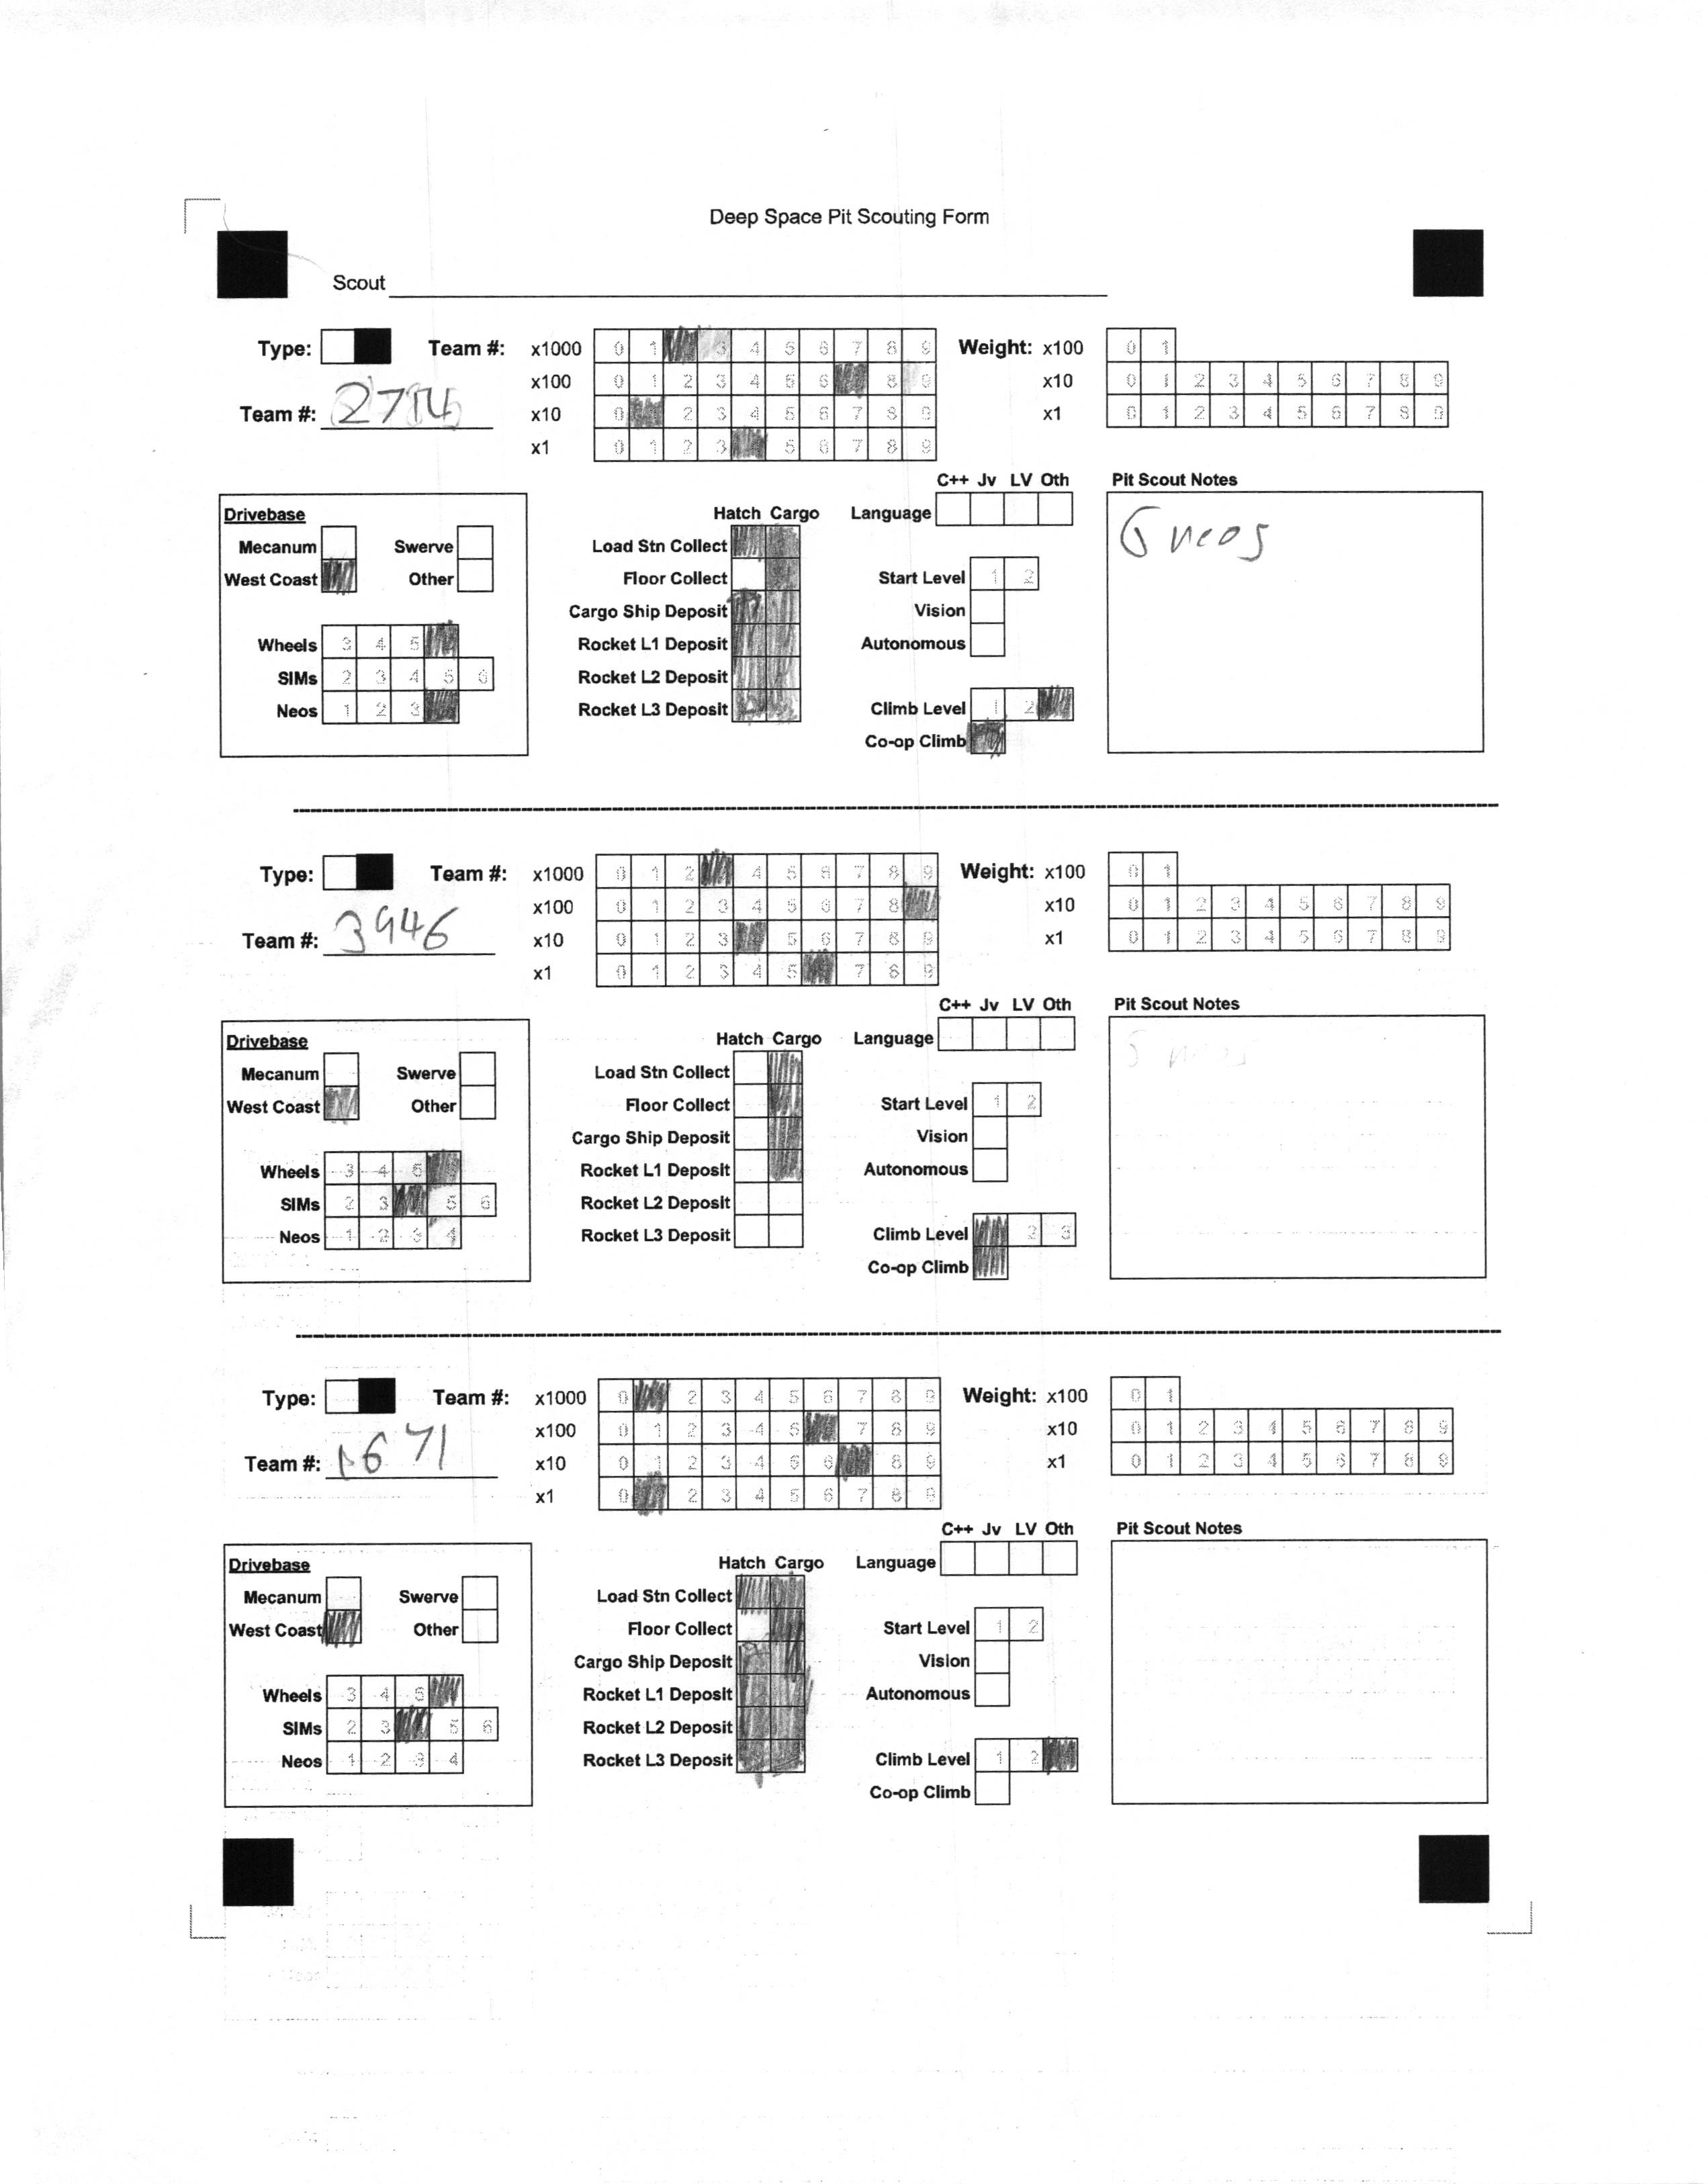 Deep Space Pit Scouting Form
Scout
Type: Team #: x1000 0 1 3 4 5 6 7 8 9 Weight: x100 0 1
x100 0 1 2 3 4 5 6 8 9 x10 0 1 2 3 4 5 6 7 8 9
Team #: 2714 x10 0 2 3 4 5 6 7 8 9 x1 0 1 2 3 4 5 6 7 8 9
x1 0 1 2 3 5 6 7 8 9
C++ Jv LV Oth Pit Scout Notes
Drivebase Hatch Cargo Language
Mecanum Swerve Load Stn Collect 6 neos
West Coast Other Floor Collect Start Level 1 2
Cargo Ship Deposit Vision
Wheels 3 4 5 Rocket L1 Deposit Autonomous
SIMs 2 3 4 5 6 Rocket L2 Deposit
Neos 1 2 3 Rocket L3 Deposit Climb Level 1 2
Co-op Climb
Type: Team #: x1000 0 1 2 4 5 6 7 8 9 Weight: x100 0 1
x100 0 1 2 3 4 5 6 7 8 x10 0 1 2 3 4 5 6 7 8 9
Team #: 3946 x10 0 1 2 3 5 6 7 8 9 x1 0 1 2 3 4 5 6 7 8 9
x1 0 1 2 3 4 5 7 8 9
C++ Jv LV Oth Pit Scout Notes
Drivebase Hatch Cargo Language
Mecanum Swerve Load Stn Collect
West Coast Other Floor Collect Start Level 1 2
Cargo Ship Deposit Vision
Wheels 3 4 5 Rocket L1 Deposit Autonomous
SIMs 2 3 5 6 Rocket L2 Deposit
Neos 1 2 3 4 Rocket L3 Deposit Climb Level 2 3
Co-op Climb
Type: Team #: x1000 0 2 3 4 5 6 7 8 9 Weight: x100 0 1
x100 0 1 2 3 4 5 7 8 9 x10 0 1 2 3 4 5 6 7 8 9
Team #: 1671 x10 0 1 2 3 4 5 6 8 9 x1 0 1 2 3 4 5 6 7 8 9
x1 0 2 3 4 5 6 7 8 9
C++ Jv LV Oth Pit Scout Notes
Drivebase Hatch Cargo Language
Mecanum Swerve Load Stn Collect
West Coast Other Floor Collect Start Level 1 2
Cargo Ship Deposit Vision
Wheels 3 4 5 Rocket L1 Deposit Autonomous
SIMs 2 3 5 6 Rocket L2 Deposit
Neos 1 2 3 4 Rocket L3 Deposit Climb Level 1 2
Co-op Climb